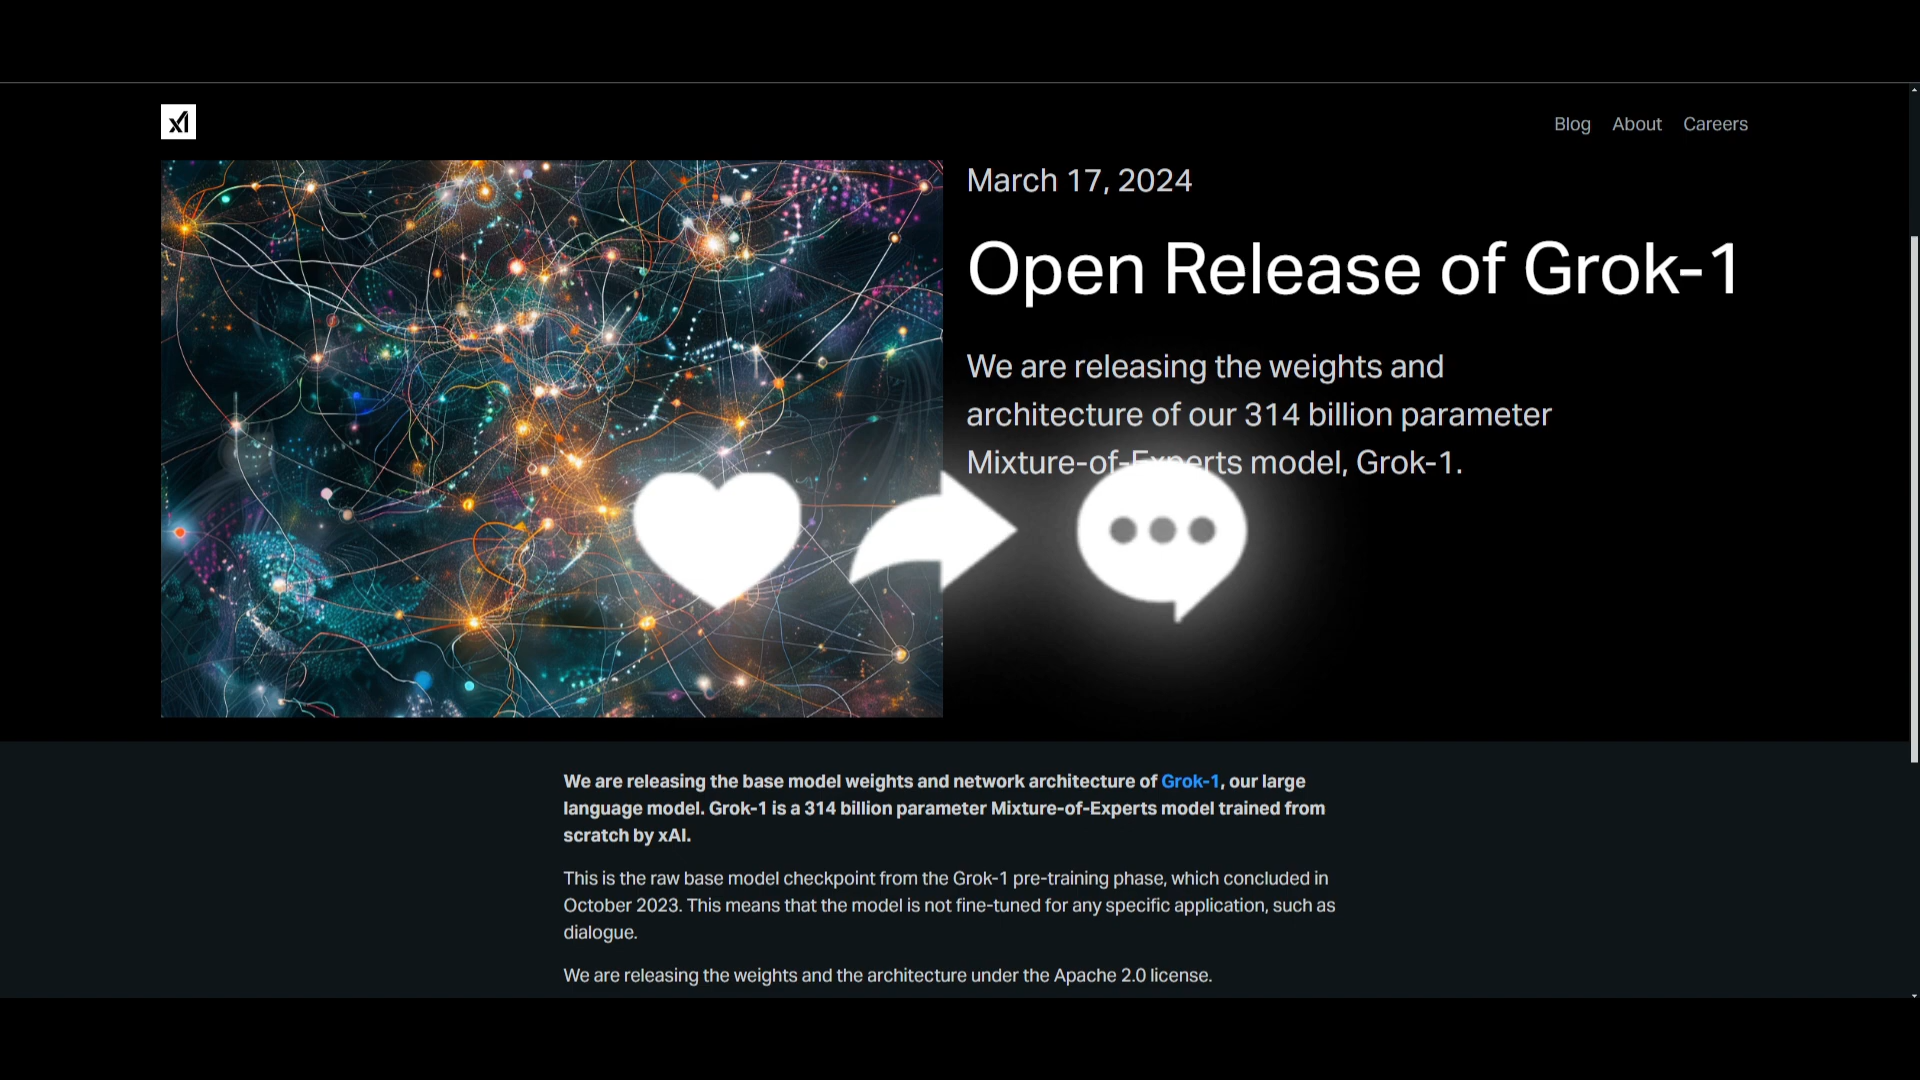 xI
Blog About Careers
March 17, 2024
Open Release of Grok-1
We are releasing the weights and
architecture of our 314 billion parameter
Mixture-of-Experts model, Grok-1.
We are releasing the base model weights and network architecture of Grok-1, our large
language model. Grok-1 is a 314 billion parameter Mixture-of-Experts model trained from
scratch by xAI.
This is the raw base model checkpoint from the Grok-1 pre-training phase, which concluded in
October 2023. This means that the model is not fine-tuned for any specific application, such as
dialogue.
We are releasing the weights and the architecture under the Apache 2.0 license.